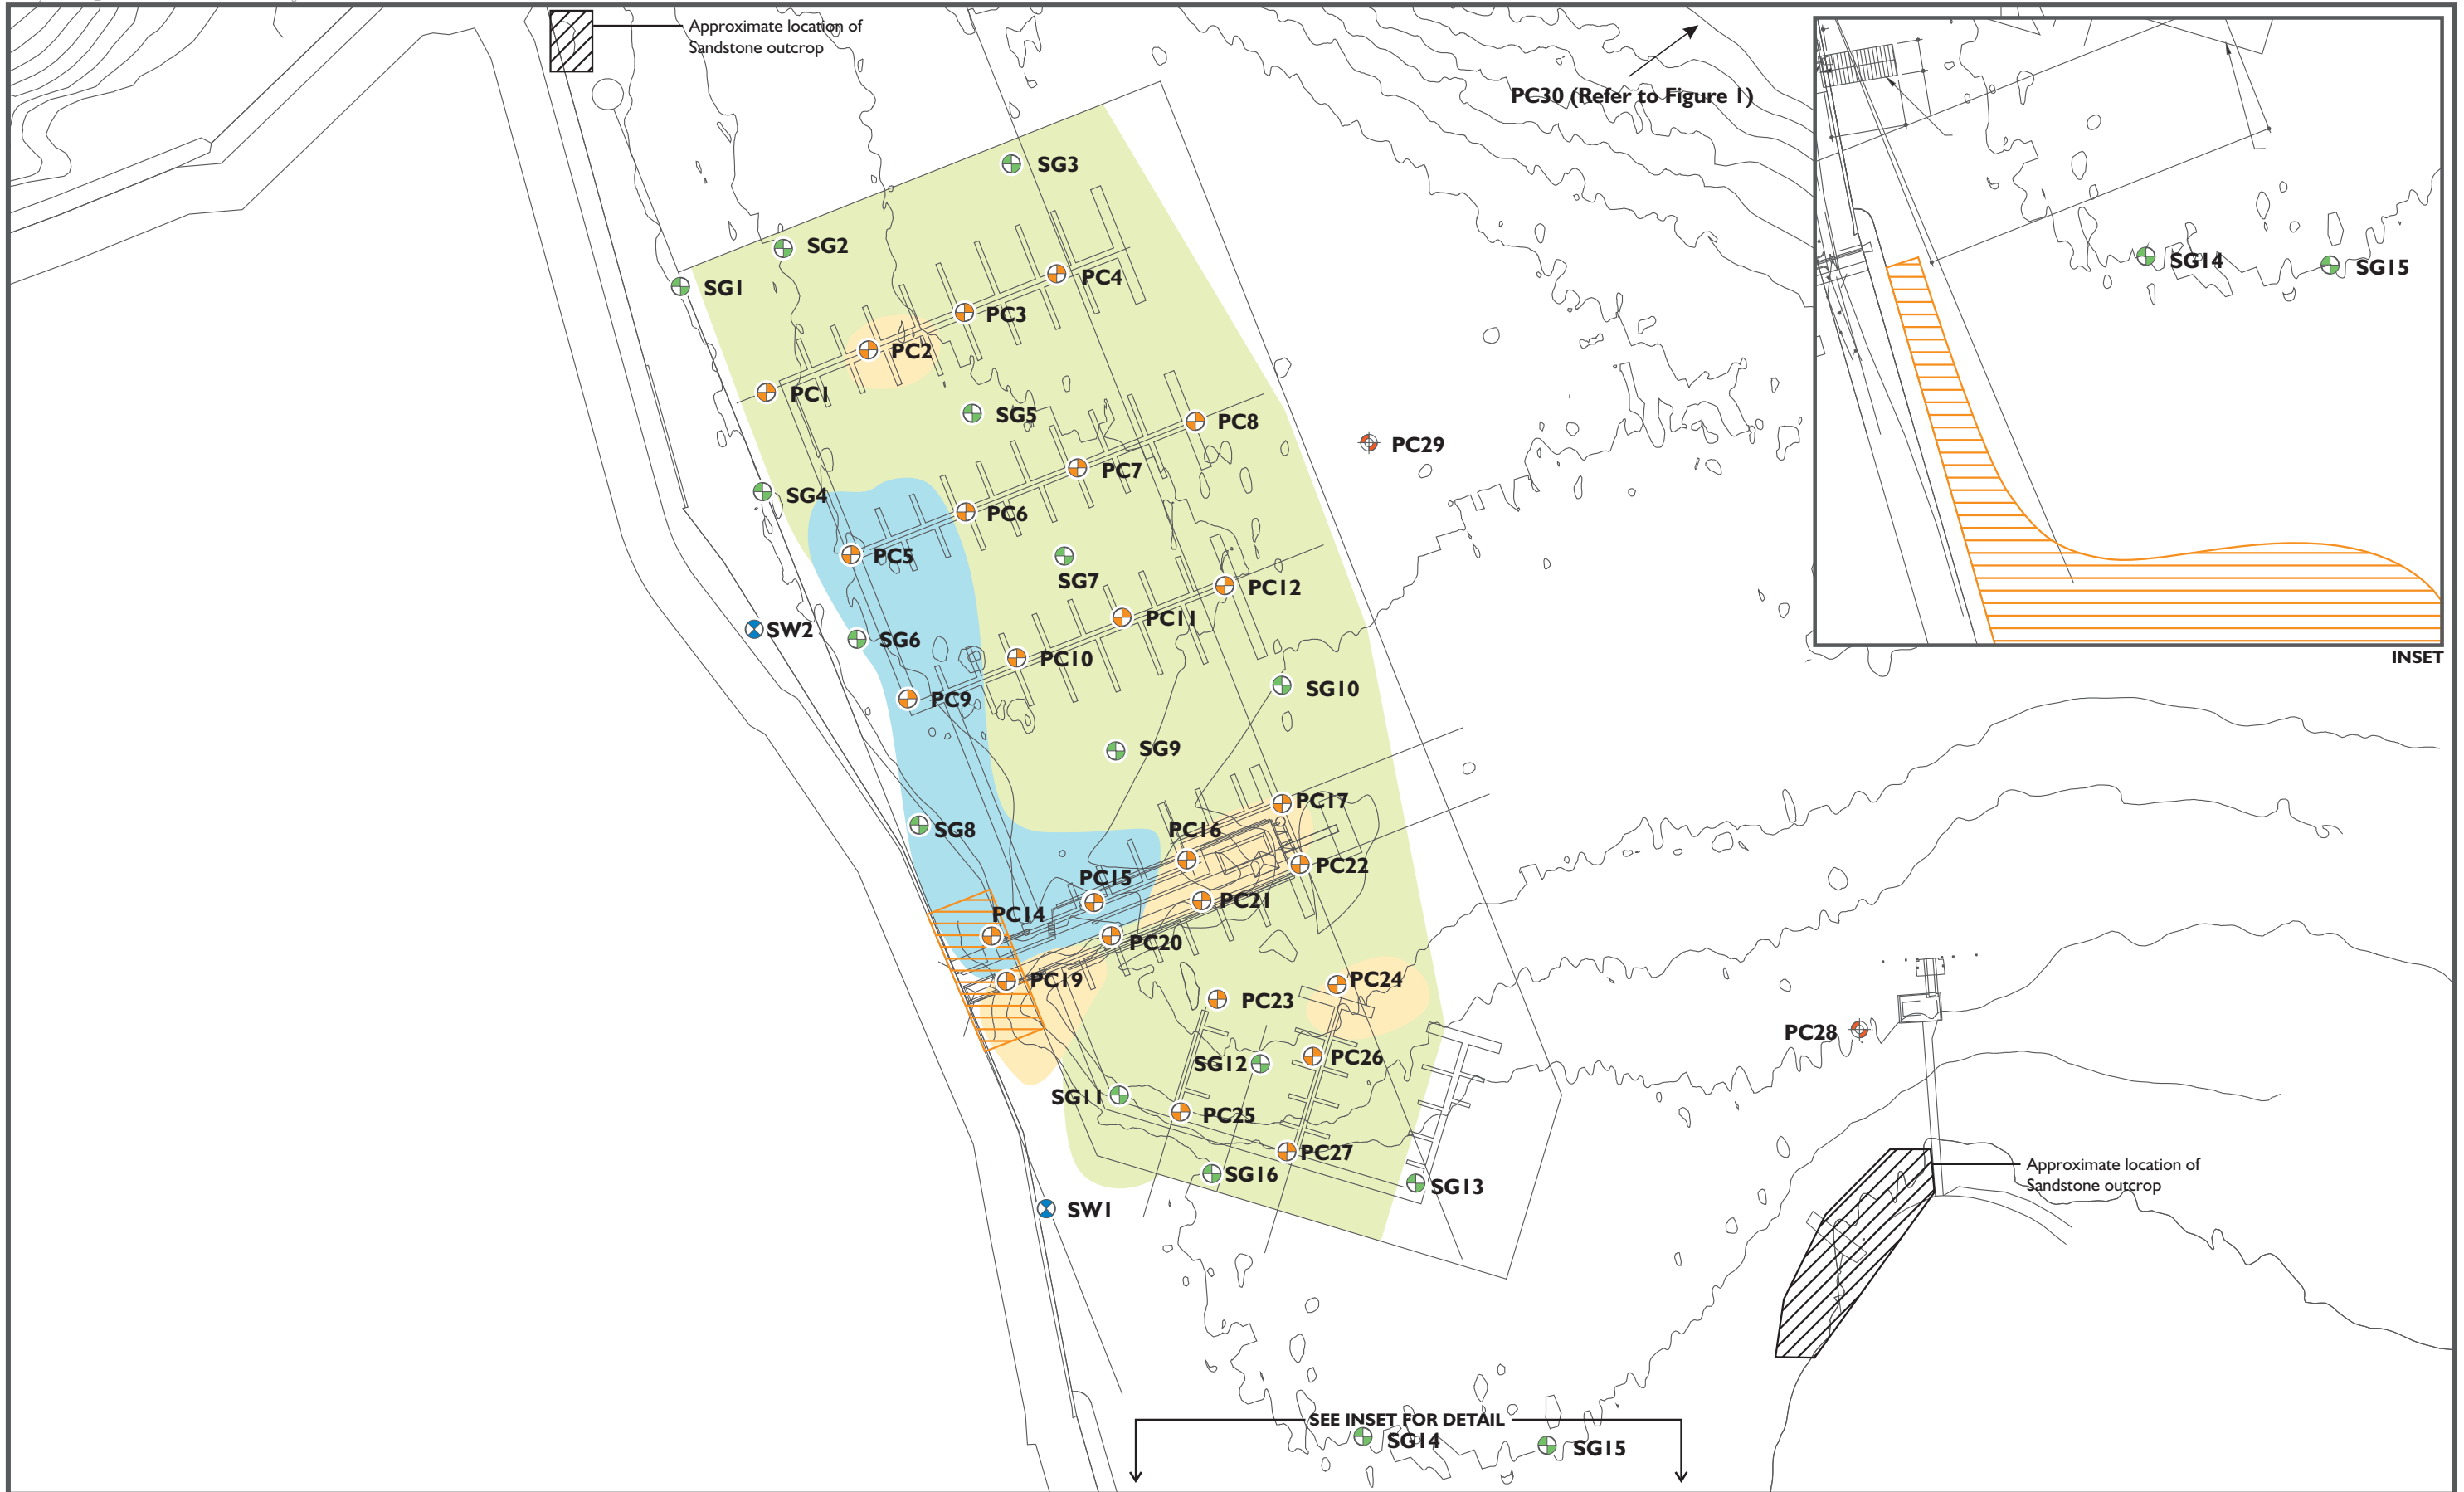 Approximate location of
Sandstone outcrop
PC30 (Refer to Figure 1)
SG3
SG2
SG1
PC4
PC3
PC2
PC1
SG14
SG15
INSET
SG5
PC8
PC29
PC7
SG4
PC6
PC5
SG7
PC12
PC11
SW2
SG6
PC10
SG10
PC9
SG9
PC17
SG8
PC16
PC22
PC15
PC21
PC14
PC20
PC19
PC24
PC23
PC28
PC26
SG12
SG11
PC25
PC27
SG16
SG13
Approximate location of
Sandstone outcrop
SW1
SEE INSET FOR DETAIL
SG14
SG15